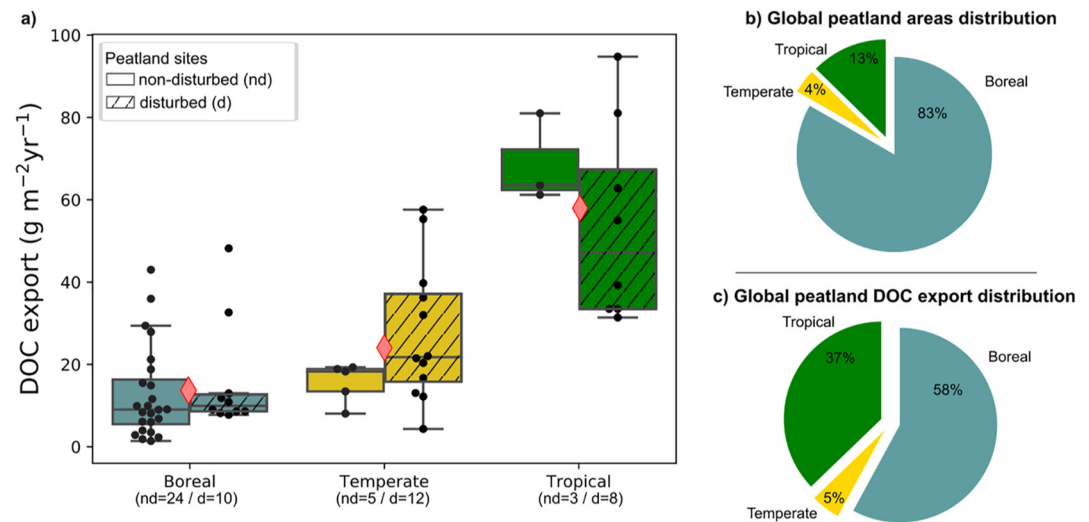 a)
DOC export (g m⁻²yr⁻¹)
100
80
60
40
20
0
Peatland sites
non-disturbed (nd)
disturbed (d)
Boreal
(nd=24 / d=10)
Temperate
(nd=5 / d=12)
Tropical
(nd=3 / d=8)
b) Global peatland areas distribution
Tropical
13%
Temperate
4%
Boreal
83%
c) Global peatland DOC export distribution
Tropical
37%
Boreal
58%
Temperate
5%